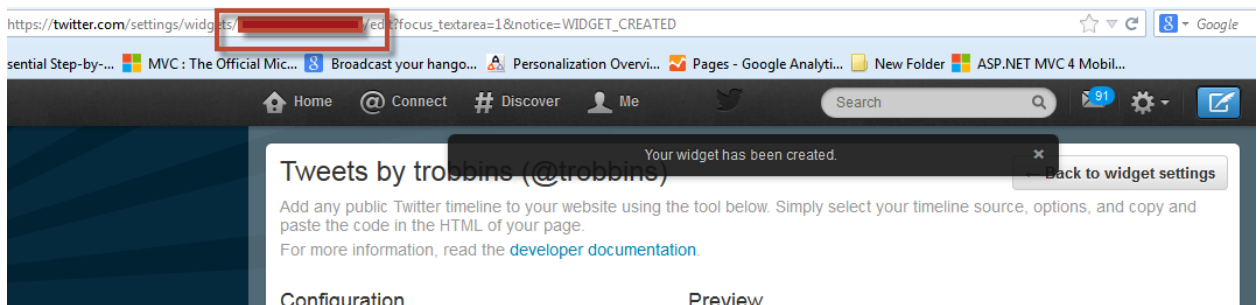 https://twitter.com/settings/widgets/ /edit?focus_textarea=1&notice=WIDGET_CREATED Google
sential Step-by-... MVC : The Official Mic... Broadcast your hango... Personalization Overvi... Pages - Google Analyti... New Folder ASP.NET MVC 4 Mobil...
Home Connect Discover Me Search 91
Your widget has been created. ×
Tweets by trobbins (@trobbins) ← Back to widget settings
Add any public Twitter timeline to your website using the tool below. Simply select your timeline source, options, and copy and
paste the code in the HTML of your page.
For more information, read the developer documentation.
Configuration Preview